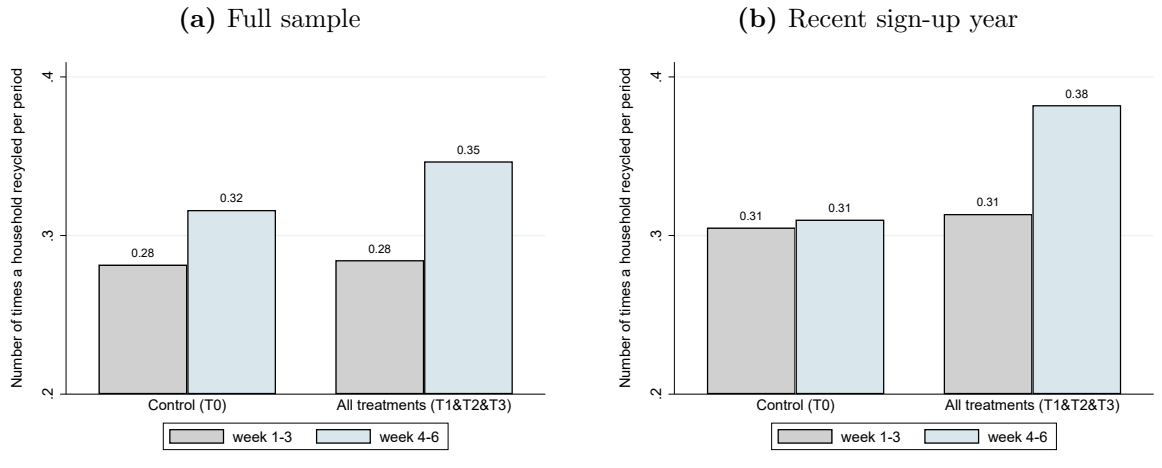 (a) Full sample
Number of times a household recycled per period
.4
.3
.2
0.28
0.32
0.28
0.35
Control (T0)
All treatments (T1&T2&T3)
week 1-3
week 4-6
(b) Recent sign-up year
Number of times a household recycled per period
.4
.3
.2
0.31
0.31
0.31
0.38
Control (T0)
All treatments (T1&T2&T3)
week 1-3
week 4-6